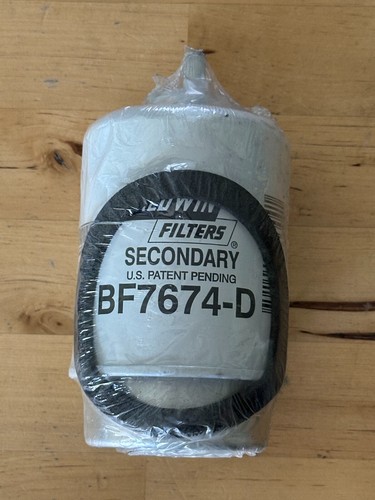 FILTERS®
SECONDARY
U.S. PATENT PENDING
BF7674-D